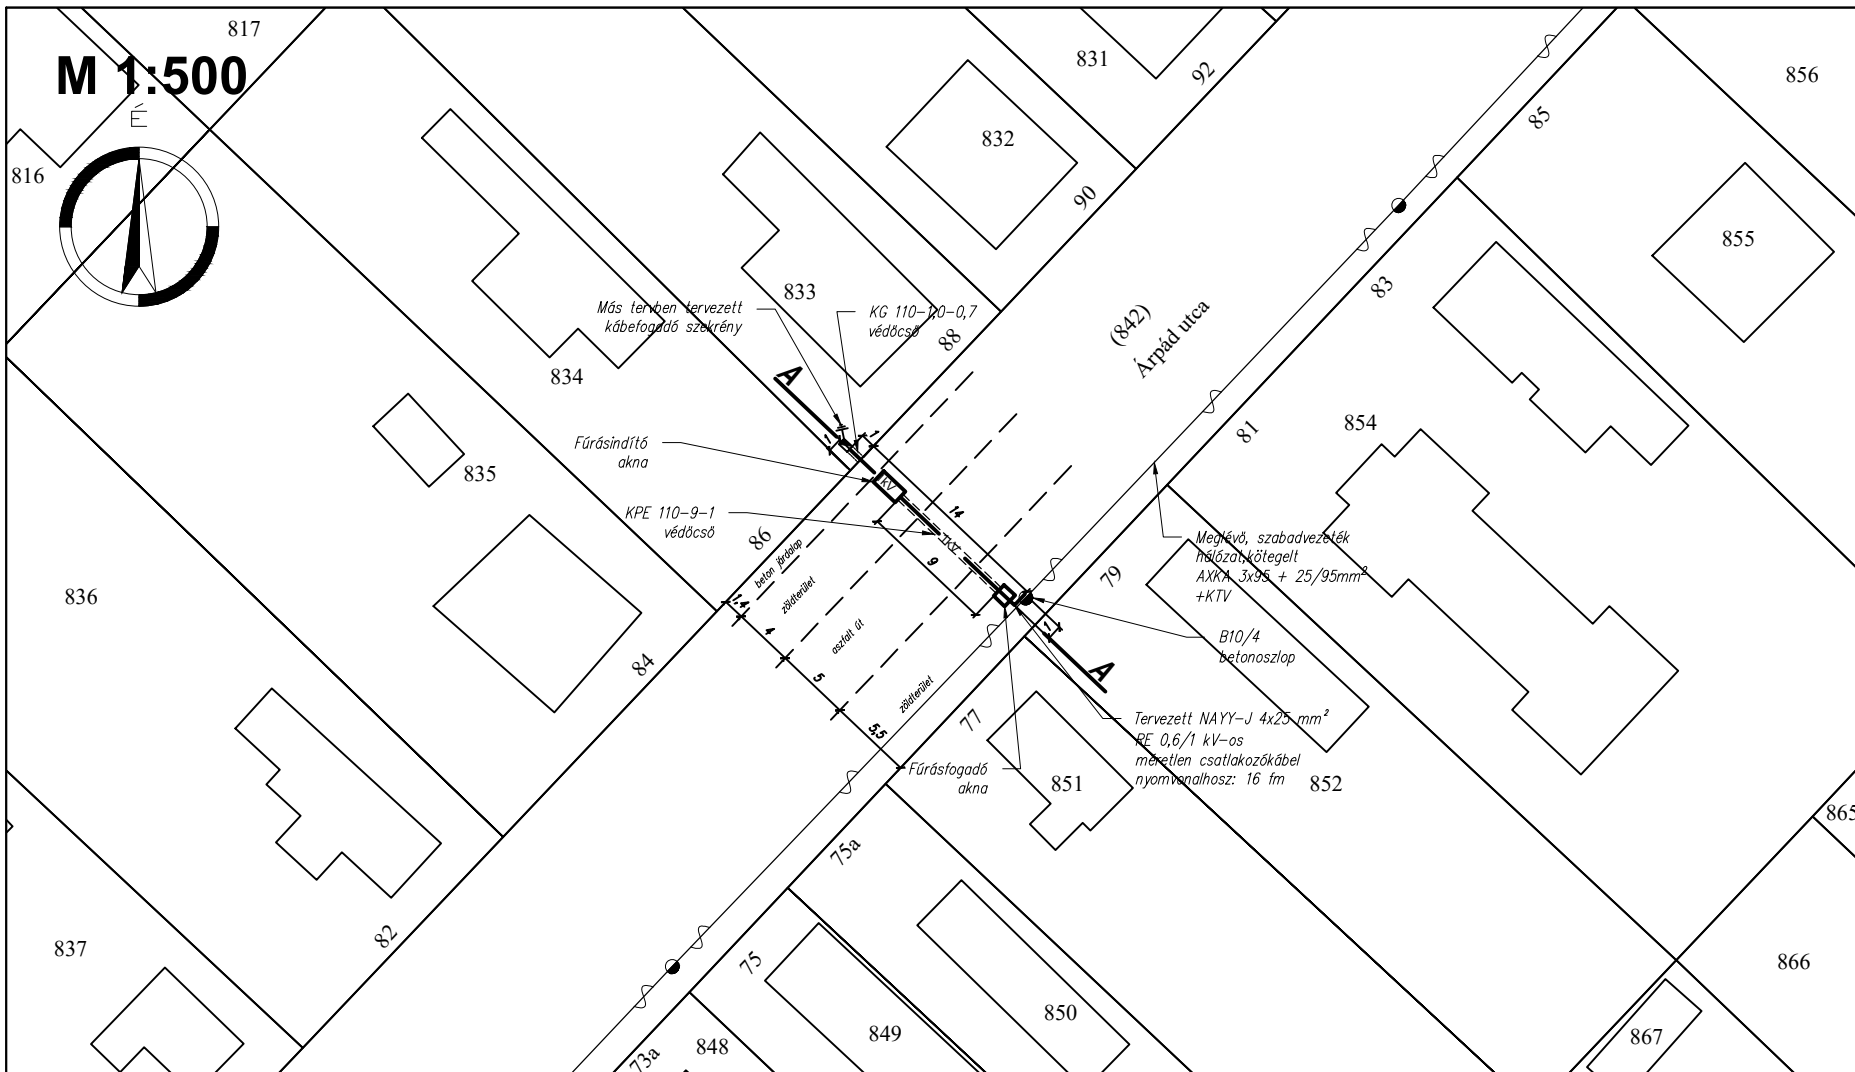 817
M 1:500
É
816
831
92
856
832
85
90
855
833
83
Más tervben tervezett
kábefogadó szekrény
KG 110-1,0-0,7
védőcső
88
(842)
Árpád utca
834
A
854
81
Fúrásindító
akna
1
1
835
KV
KPE 110-9-1
védőcső
14
86
1KV
Meglévő, szabadvezeték
hálózat,kötegelt
AXKA 3x95 + 25/95mm²
+KTV
beton járdalap
9
79
836
zöldterület
1,4
4
aszfalt út
B10/4
betonoszlop
1
84
A
5
zöldterület
77
5,5
Tervezett NAYY-J 4x25 mm²
RE 0,6/1 kV-os
méretlen csatlakozókábel
nyomvonalhosz: 16 fm
Fúrásfogadó
akna
851
852
865
75a
837
82
75
866
850
849
867
848
73a